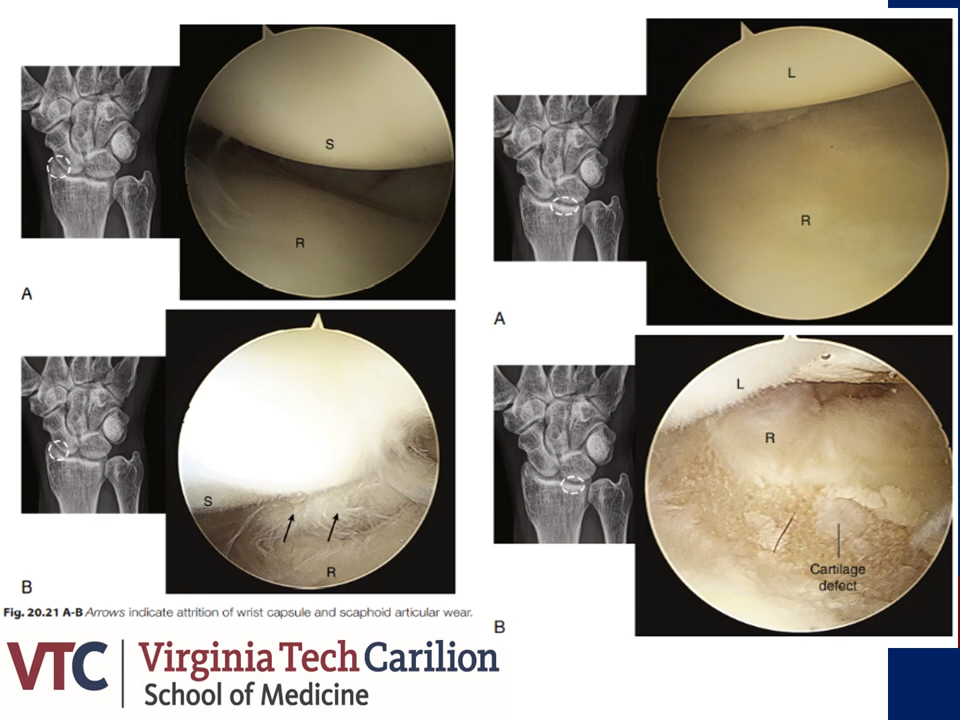 S
R
A
S
R
B
Fig. 20.21 A-B Arrows indicate attrition of wrist capsule and scaphoid articular wear.
L
R
A
L
R
Cartilage
defect
B
VTC
Virginia Tech Carilion
School of Medicine